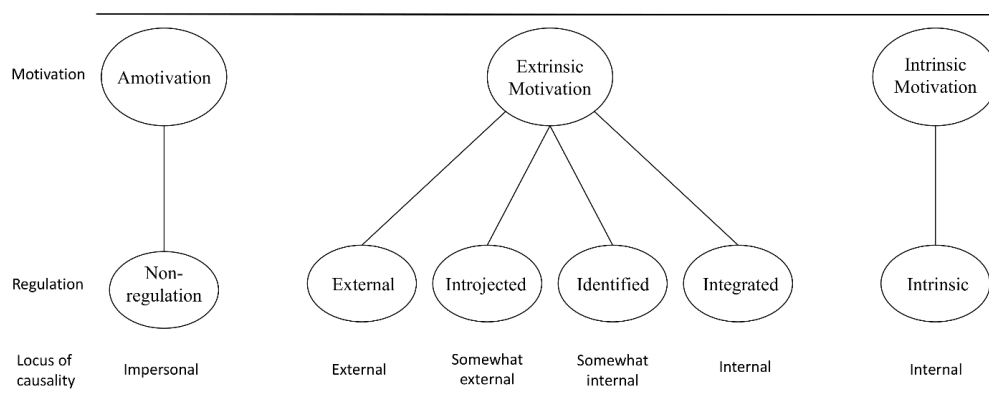 Motivation
Amotivation
Extrinsic
Motivation
Intrinsic
Motivation
Regulation
Non-
regulation
External
Introjected
Identified
Integrated
Intrinsic
Locus of
causality
Impersonal
External
Somewhat
external
Somewhat
internal
Internal
Internal